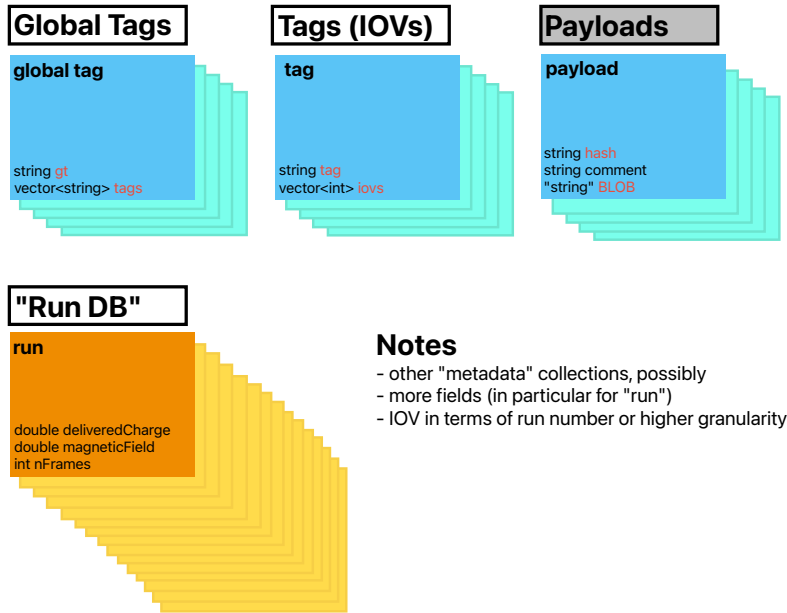 Global Tags
global tag
string gt
vector<string> tags
Tags (IOVs)
tag
string tag
vector<int> iovs
Payloads
payload
string hash
string comment
"string" BLOB
"Run DB"
run
double deliveredCharge
double magneticField
int nFrames
Notes
- other "metadata" collections, possibly
- more fields (in particular for "run")
- IOV in terms of run number or higher granularity